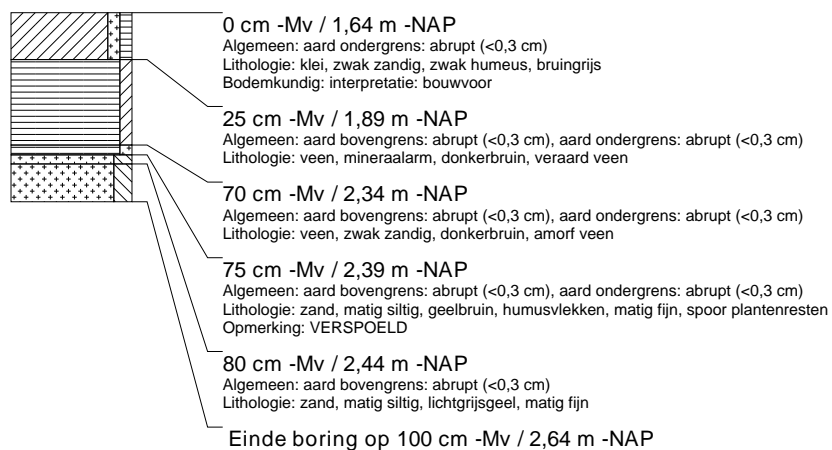 0 cm -Mv / 1,64 m -NAP
Algemeen: aard ondergrens: abrupt (<0,3 cm)
Lithologie: klei, zwak zandig, zwak humeus, bruingrijs
Bodemkundig: interpretatie: bouwvoor
25 cm -Mv / 1,89 m -NAP
Algemeen: aard bovengrens: abrupt (<0,3 cm), aard ondergrens: abrupt (<0,3 cm)
Lithologie: veen, mineraalarm, donkerbruin, veraard veen
70 cm -Mv / 2,34 m -NAP
Algemeen: aard bovengrens: abrupt (<0,3 cm), aard ondergrens: abrupt (<0,3 cm)
Lithologie: veen, zwak zandig, donkerbruin, amorf veen
75 cm -Mv / 2,39 m -NAP
Algemeen: aard bovengrens: abrupt (<0,3 cm), aard ondergrens: abrupt (<0,3 cm)
Lithologie: zand, matig siltig, geelbruin, humusvlekken, matig fijn, spoor plantenresten
Opmerking: VERSPOELD
80 cm -Mv / 2,44 m -NAP
Algemeen: aard bovengrens: abrupt (<0,3 cm)
Lithologie: zand, matig siltig, lichtgrijsgeel, matig fijn
Einde boring op 100 cm -Mv / 2,64 m -NAP